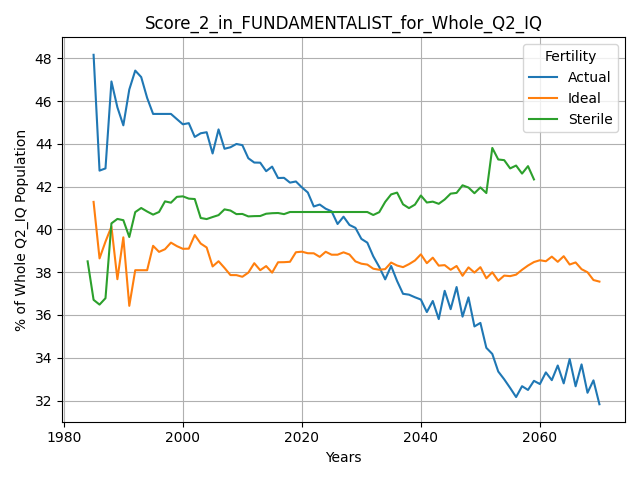 Score_2_in_FUNDAMENTALIST_for_Whole_Q2_IQ
% of Whole Q2_IQ Population
48
46
44
42
40
38
36
34
32
Fertility
Actual
Ideal
Sterile
1980
2000
2020
2040
2060
Years